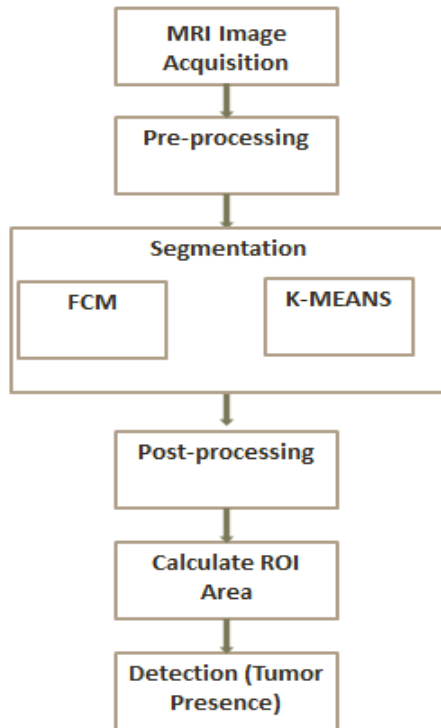 MRI Image
Acquisition
Pre-processing
Segmentation
FCM
K-MEANS
Post-processing
Calculate ROI
Area
Detection (Tumor
Presence)